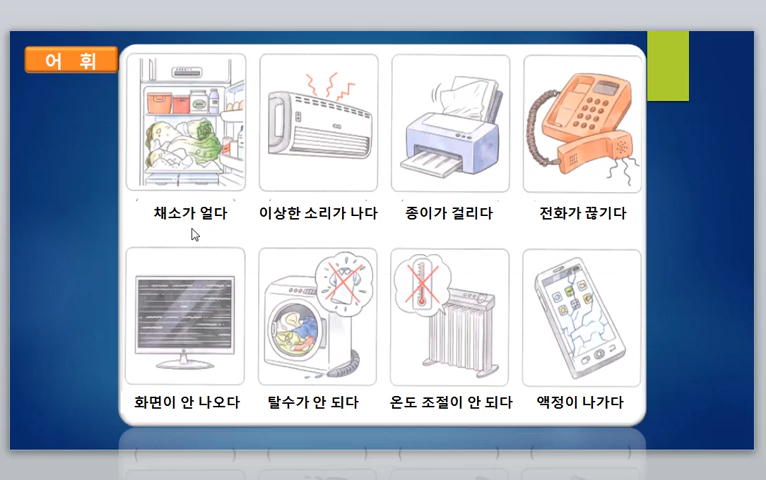 어 휘
채소가 얼다
이상한 소리가 나다
종이가 걸리다
전화가 끊기다
화면이 안 나오다
탈수가 안 되다
온도 조절이 안 되다
액정이 나가다